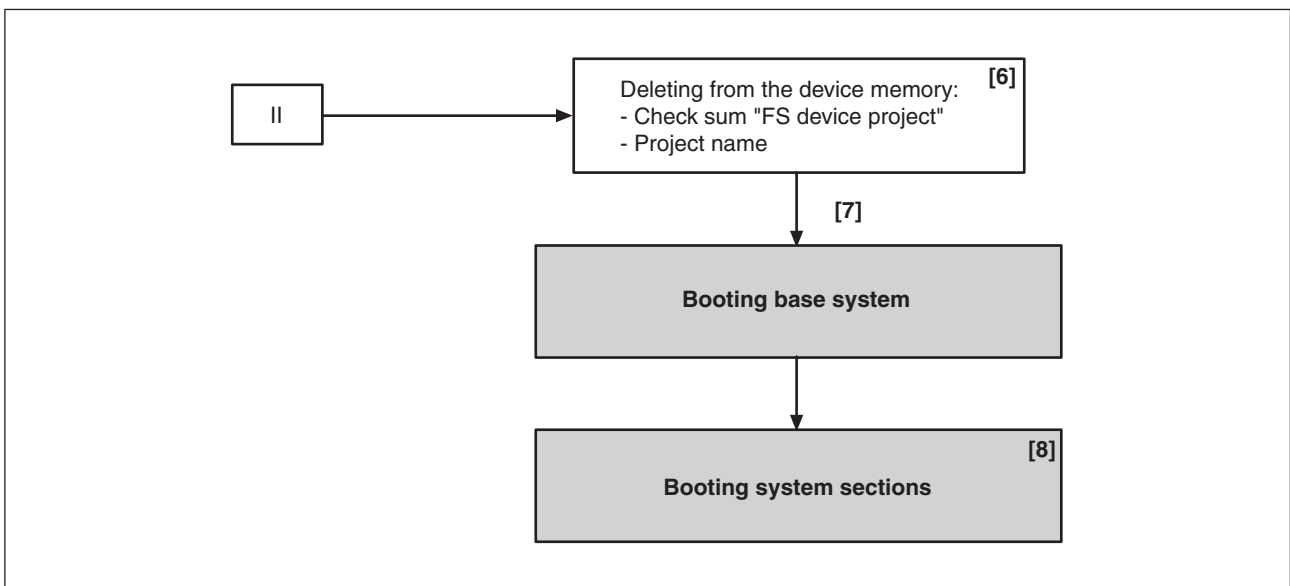 II
[6]
Deleting from the device memory:
- Check sum "FS device project"
- Project name
[7]
Booting base system
[8]
Booting system sections